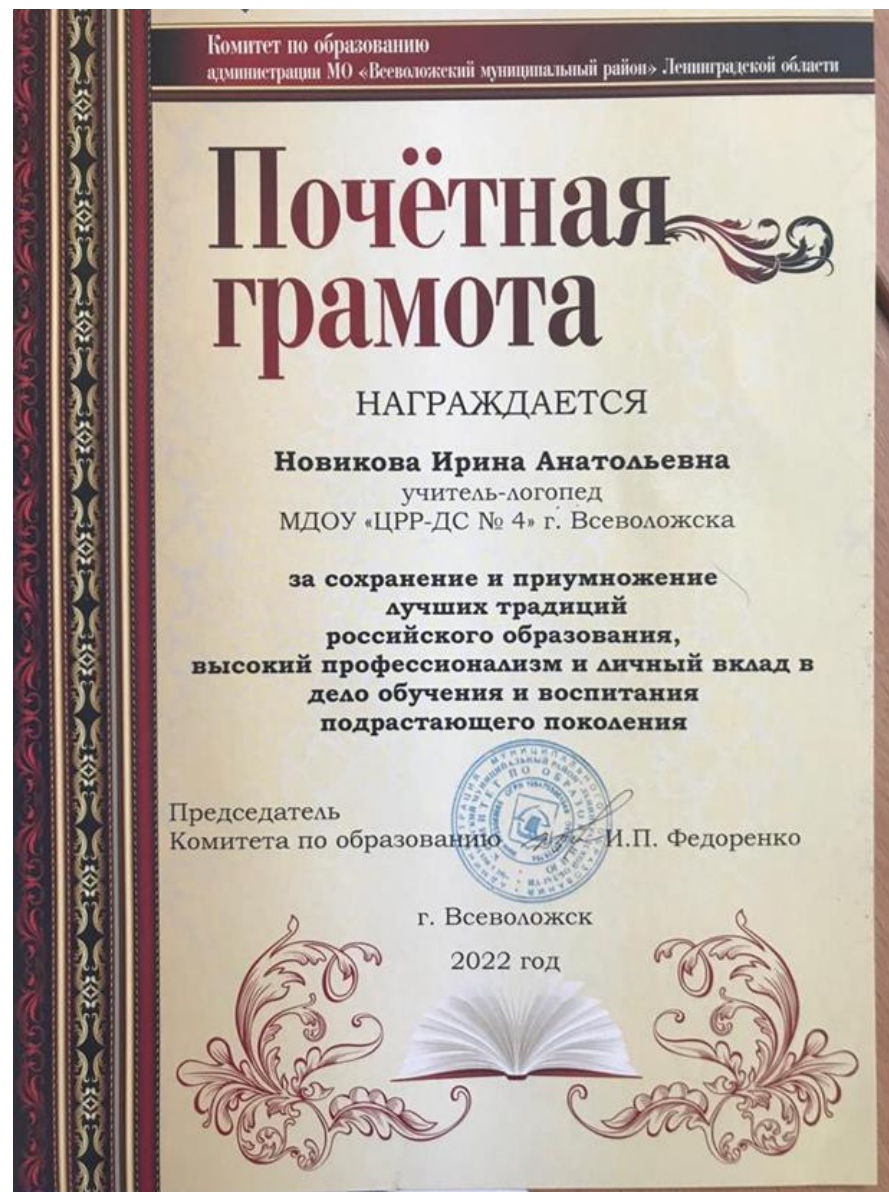 Комитет по образованию
администрации МО «Всеволожский муниципальный район» Ленинградской области
Почётная
грамота
НАГРАЖДАЕТСЯ
Новикова Ирина Анатольевна
учитель-логопед
МДОУ «ЦРР-ДС № 4» г. Всеволожска
за сохранение и приумножение
лучших традиций
российского образования,
высокий профессионализм и личный вклад в
дело обучения и воспитания
подрастающего поколения
Председатель
Комитета по образованию И.П. Федоренко
г. Всеволожск
2022 год